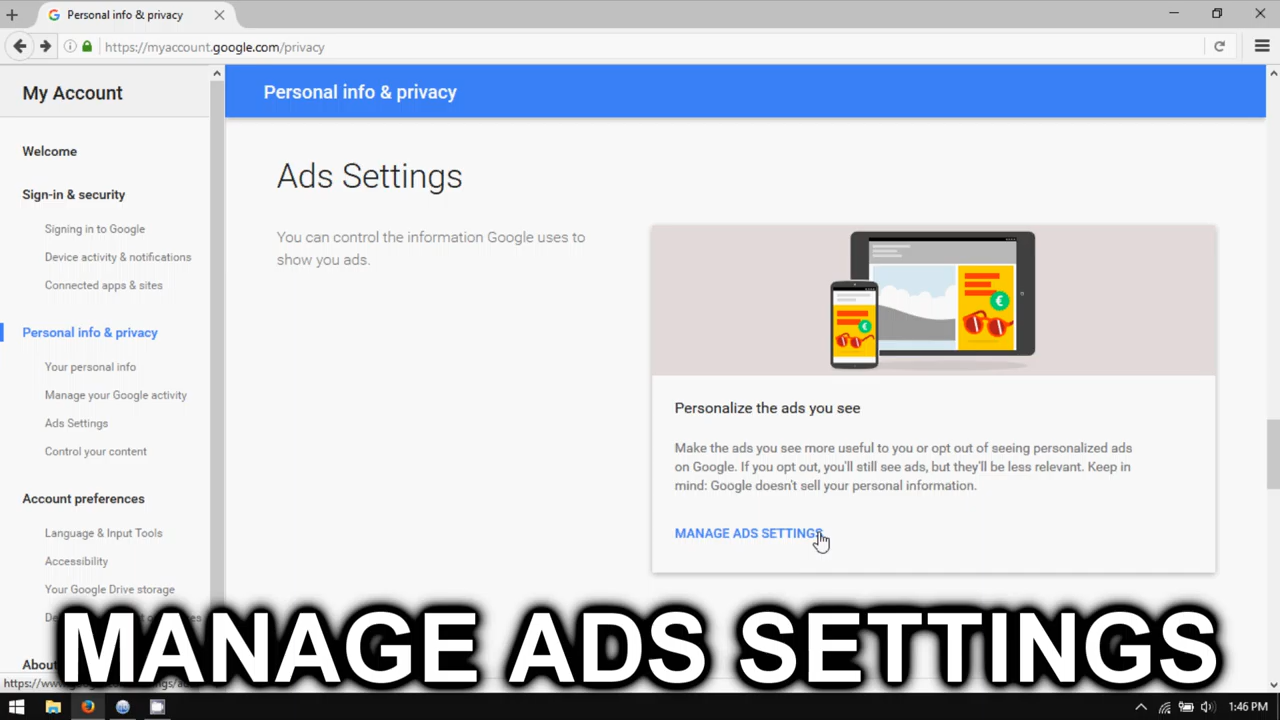 Personal info & privacy
https://myaccount.google.com/privacy
My Account
Personal info & privacy
Welcome
Sign-in & security
Signing in to Google
Device activity & notifications
Connected apps & sites
Personal info & privacy
Your personal info
Manage your Google activity
Ads Settings
Control your content
Account preferences
Language & Input Tools
Accessibility
Your Google Drive storage
Ads Settings
You can control the information Google uses to
show you ads.
€
€
Personalize the ads you see
Make the ads you see more useful to you or opt out of seeing personalized ads
on Google. If you opt out, you'll still see ads, but they'll be less relevant. Keep in
mind: Google doesn't sell your personal information.
MANAGE ADS SETTINGS
MANAGE ADS SETTINGS
1:46 PM